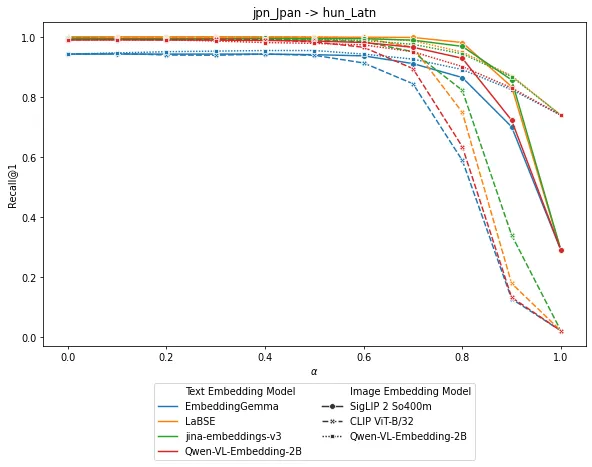 jpn_Jpan -> hun_Latn
1.0
0.8
0.6
0.4
0.2
0.0
Recall@1
0.0 0.2 0.4 0.6 0.8 1.0
α
Text Embedding Model Image Embedding Model
EmbeddingGemma SigLIP 2 So400m
LaBSE CLIP ViT-B/32
jina-embeddings-v3 Qwen-VL-Embedding-2B
Qwen-VL-Embedding-2B